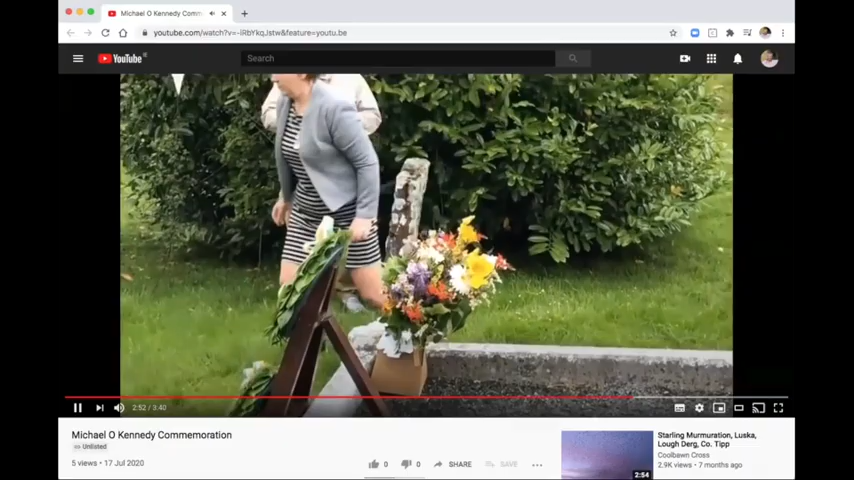 Michael O Kennedy Comm
youtube.com/watch?v=-iRbYkqJstw&feature=youtu.be
YouTube IE
Search
2:52 / 3:40
Michael O Kennedy Commemoration
Unlisted
5 views • 17 Jul 2020
0
0
SHARE
SAVE
2:54
Starling Murmuration, Luska,
Lough Derg, Co. Tipp
Coolbawn Cross
2.9K views • 7 months ago